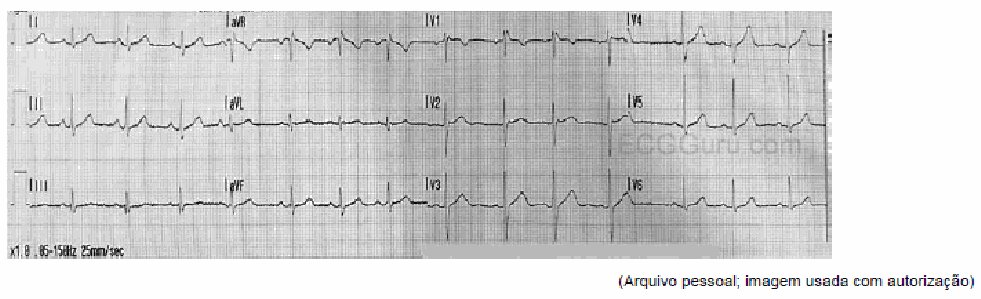 I aVR V1 V4
II aVL V2 V5
ECGGuru.com
III aVF V3 V6
x1.0 .05-150Hz 25mm/sec
(Arquivo pessoal; imagem usada com autorização)